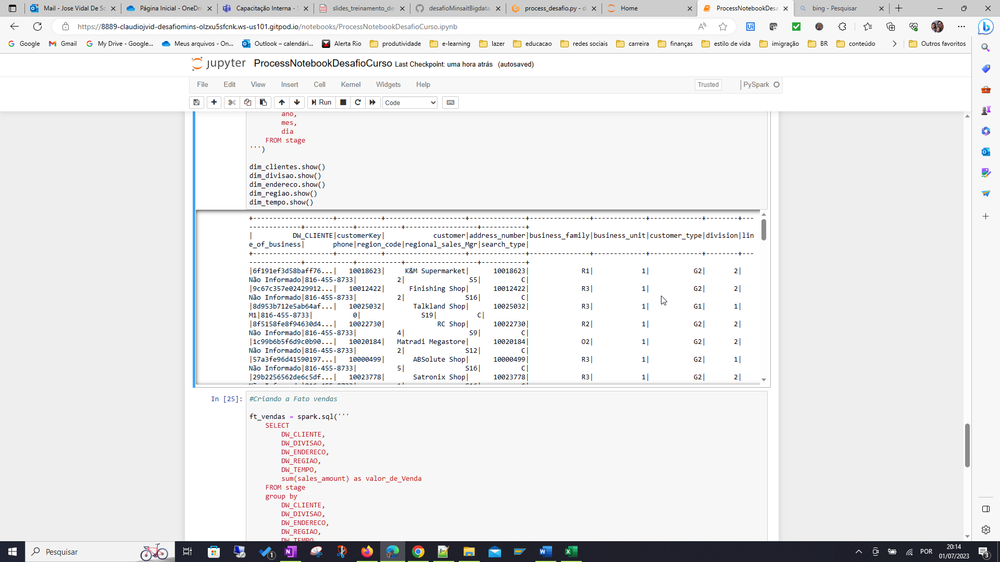 Mail - Jose Vidal De Sc
Página Inicial - OneDri
Capacitação Interna - S
slides_treinamento_de
desafioMinsaitBigdata
process_desafio.py - d
Home
ProcessNotebookDesa
bing - Pesquisar
https://8889-claudiojvid-desafiomins-olzxu5sfcnk.ws-us101.gitpod.io/notebooks/ProcessNotebookDesafioCurso.ipynb
Google
Gmail
My Drive - Google...
Meus arquivos - On...
Outlook – calendári...
Alerta Rio
produtividade
e-learning
lazer
educacao
redes sociais
carreira
finanças
estilo de vida
imigração
BR
conteúdo
Outros favoritos
jupyter ProcessNotebookDesafioCurso Last Checkpoint: uma hora atrás (autosaved)
File Edit View Insert Cell Kernel Widgets Help Trusted PySpark
Run Code
ano,
mes,
dia
FROM stage
''')
dim_clientes.show()
dim_divisao.show()
dim_endereco.show()
dim_regiao.show()
dim_tempo.show()
+--------------------+-----------+--------------------+--------------+---------------+-------------+-------------+--------+---
-------------+------------+-----------+------------------+-----------+
| DW_CLIENTE|customerKey| customer|address_number|business_family|business_unit|customer_type|division|lin
e_of_business| phone|region_code|regional_sales_Mgr|search_type|
+--------------------+-----------+--------------------+--------------+---------------+-------------+-------------+--------+---
-------------+------------+-----------+------------------+-----------+
|6f191ef3d58baff76...| 10018623| K&M Supermarket| 10018623| R1| 1| G2| 2|
Não Informado|816-455-8733| 2| S5| C|
|9c67c357e02429912...| 10012422| Finishing Shop| 10012422| R3| 1| G2| 2|
Não Informado|816-455-8733| 2| S16| C|
|8d953b712e5ab64af...| 10025032| Talkland Shop| 10025032| R3| 1| G1| 1|
M1|816-455-8733| 0| S19| C|
|8f5158fe8f94630d4...| 10022730| RC Shop| 10022730| R2| 1| G2| 2|
Não Informado|816-455-8733| 4| S9| C|
|1c99b6b5f6d9c0b90...| 10020184| Matradi Megastore| 10020184| O2| 1| G2| 2|
Não Informado|816-455-8733| 2| S12| C|
|57a3fe96d41590197...| 10000499| ABSolute Shop| 10000499| R3| 1| G2| 1|
Não Informado|816-455-8733| 5| S16| C|
|29b2256562de6c5df...| 10023778| Satronix Shop| 10023778| R3| 1| G2| 2|
In [25]: #Criando a Fato vendas
ft_vendas = spark.sql('''
SELECT
DW_CLIENTE,
DW_DIVISAO,
DW_ENDERECO,
DW_REGIAO,
DW_TEMPO,
sum(sales_amount) as valor_de_Venda
FROM stage
group by
DW_CLIENTE,
DW_DIVISAO,
DW_ENDERECO,
DW_REGIAO,
DW_TEMPO
Pesquisar
1
POR
20:14
01/07/2023
3